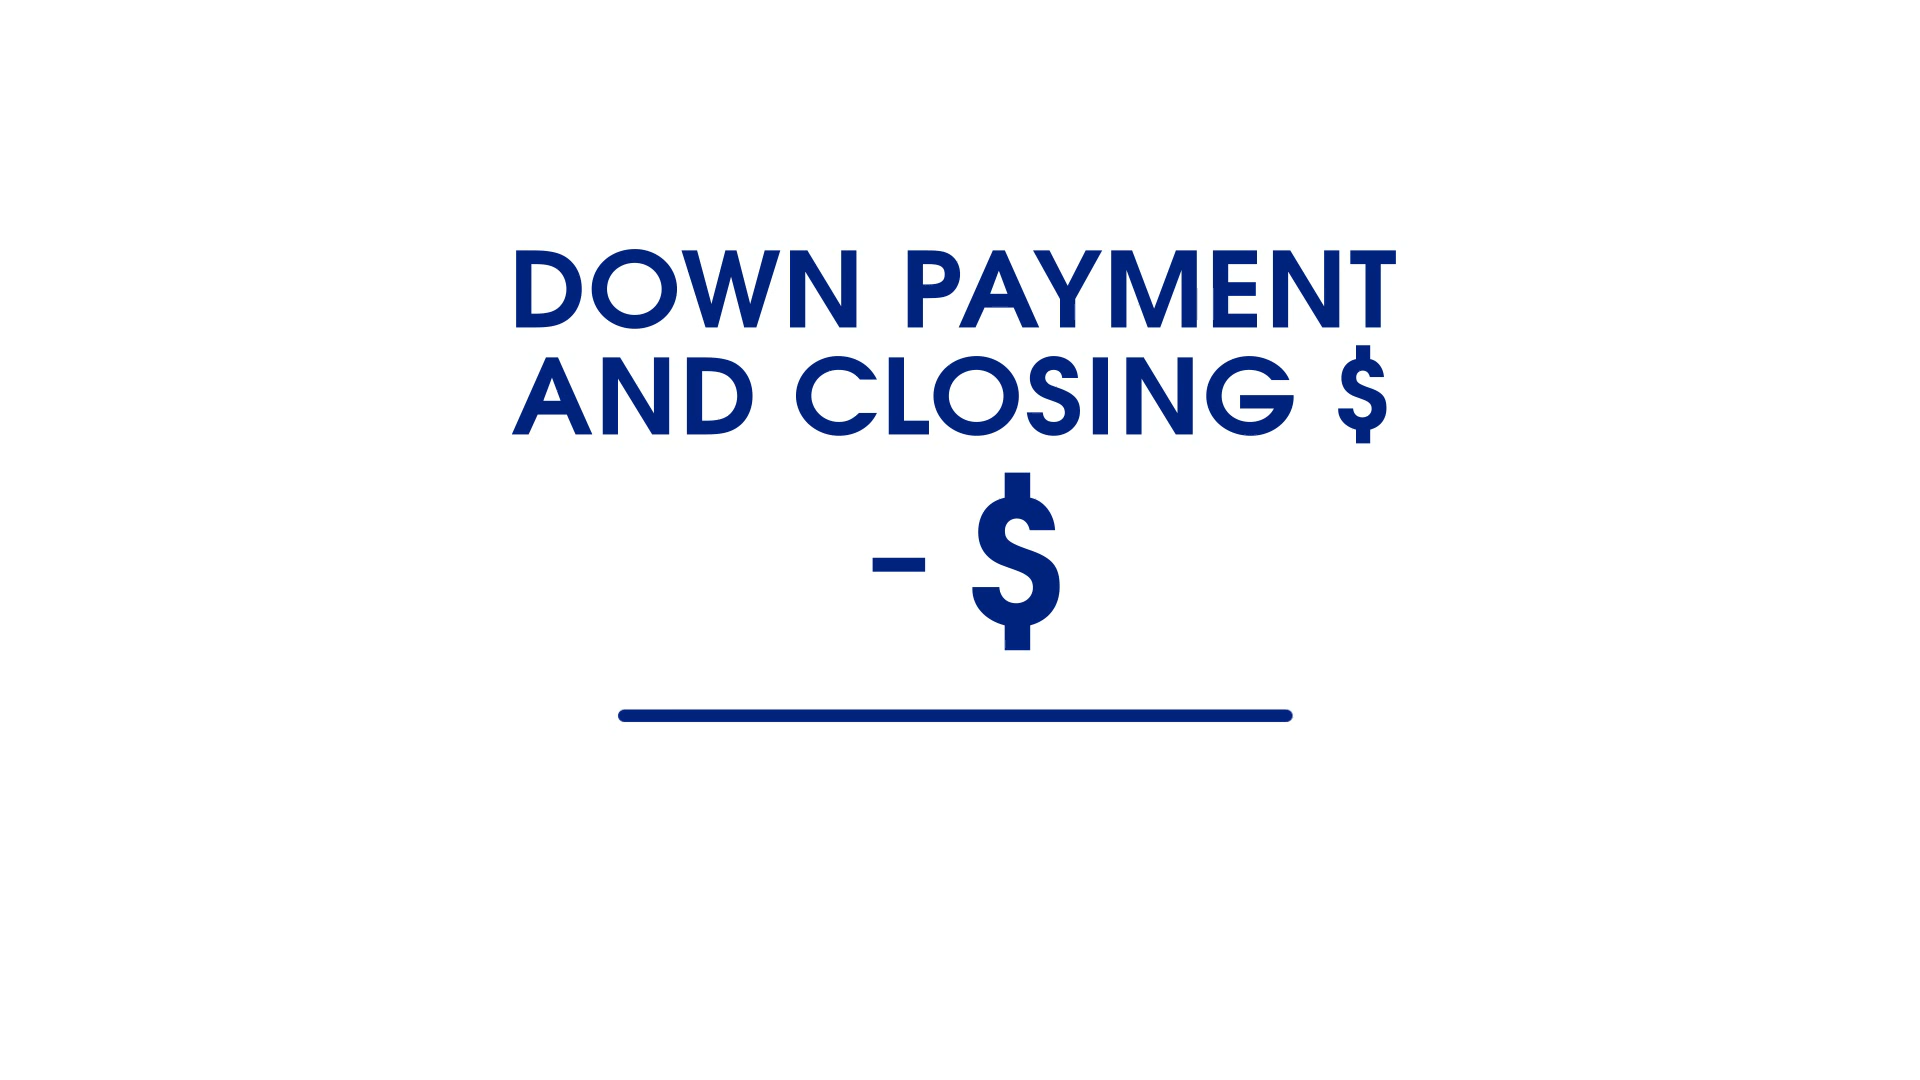 DOWN PAYMENT
AND CLOSING $
- $